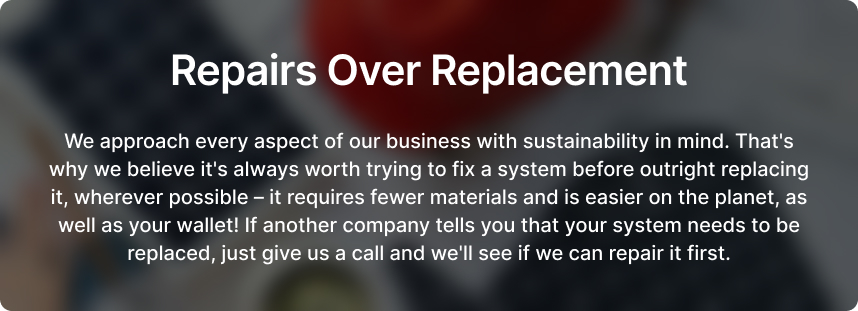 Repairs Over Replacement
We approach every aspect of our business with sustainability in mind. That's
why we believe it's always worth trying to fix a system before outright replacing
it, wherever possible – it requires fewer materials and is easier on the planet, as
well as your wallet! If another company tells you that your system needs to be
replaced, just give us a call and we'll see if we can repair it first.